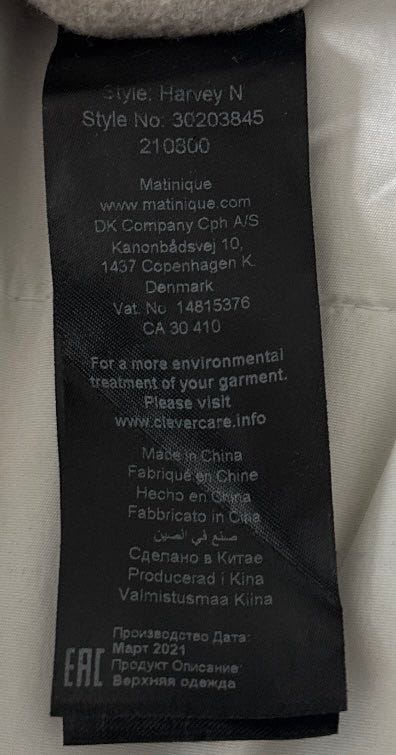 Style: Harvey N
Style No: 30203845
210800
Matinique
www.matinique.com
DK Company Cph A/S
Kanonbådsvej 10,
1437 Copenhagen K.
Denmark
Vat. No 14815376
CA 30 410
For a more environmental
treatment of your garment.
Please visit
www.clevercare.info
Made in China
Fabriqué en Chine
Hecho en China
Fabbricato in Cina
صنع في الصين
Сделано в Китае
Producerad i Kina
Valmistusmaa Kiina
Производство Дата:
Март 2021
EAC Продукт Описание:
Верхняя одежда